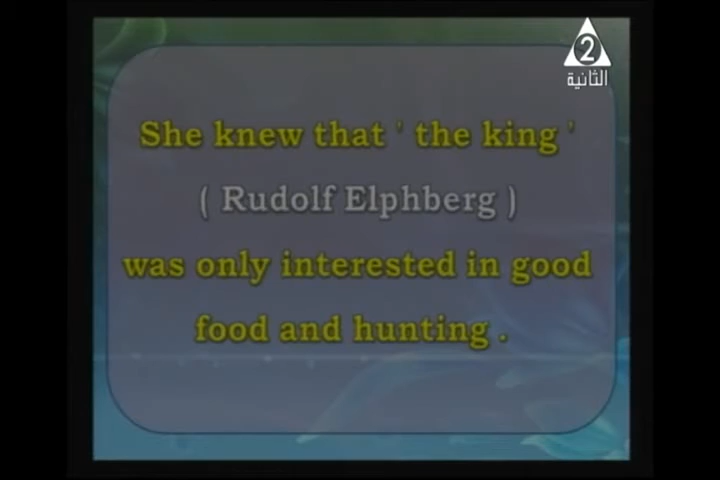 2
الثانية
She knew that ' the king '
( Rudolf Elphberg )
was only interested in good
food and hunting .